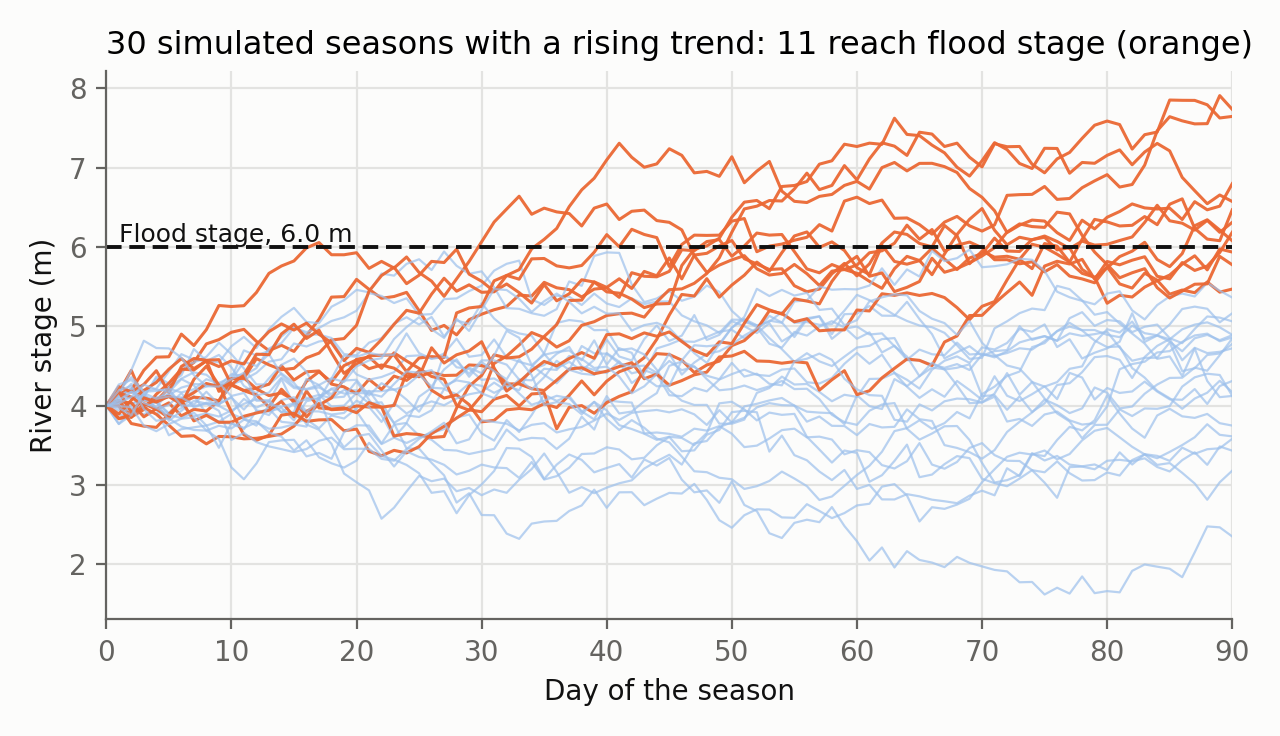 30 simulated seasons with a rising trend: 11 reach flood stage (orange)
8
7
6
5
4
3
2
River stage (m)
Flood stage, 6.0 m
0 10 20 30 40 50 60 70 80 90
Day of the season